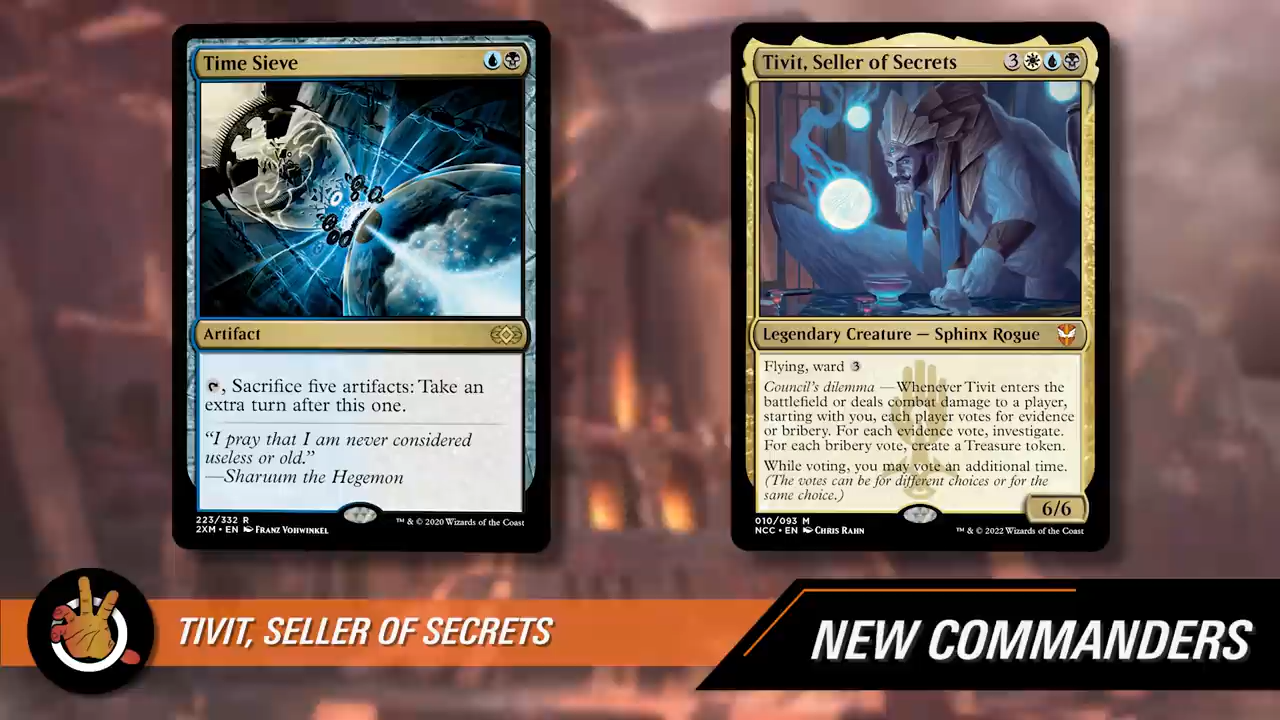 Time Sieve
Artifact
, Sacrifice five artifacts: Take an
extra turn after this one.
"I pray that I am never considered
useless or old."
—Sharuum the Hegemon
223/332 R
2XM • EN Franz Vohwinkel
™ & © 2020 Wizards of the Coast
Tivit, Seller of Secrets 3
Legendary Creature — Sphinx Rogue
Flying, ward 3
Council's dilemma — Whenever Tivit enters the
battlefield or deals combat damage to a player,
starting with you, each player votes for evidence
or bribery. For each evidence vote, investigate.
For each bribery vote, create a Treasure token.
While voting, you may vote an additional time.
(The votes can be for different choices or for the
same choice.)
6/6
010/093 M
NCC • EN Chris Rahn
™ & © 2022 Wizards of the Coast
TIVIT, SELLER OF SECRETS
NEW COMMANDERS